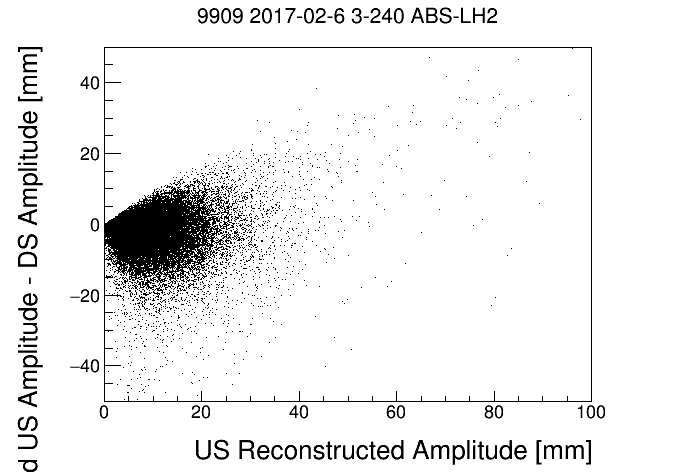 9909 2017-02-6 3-240 ABS-LH2
d US Amplitude - DS Amplitude [mm]
40
20
0
−20
−40
0 20 40 60 80 100
US Reconstructed Amplitude [mm]